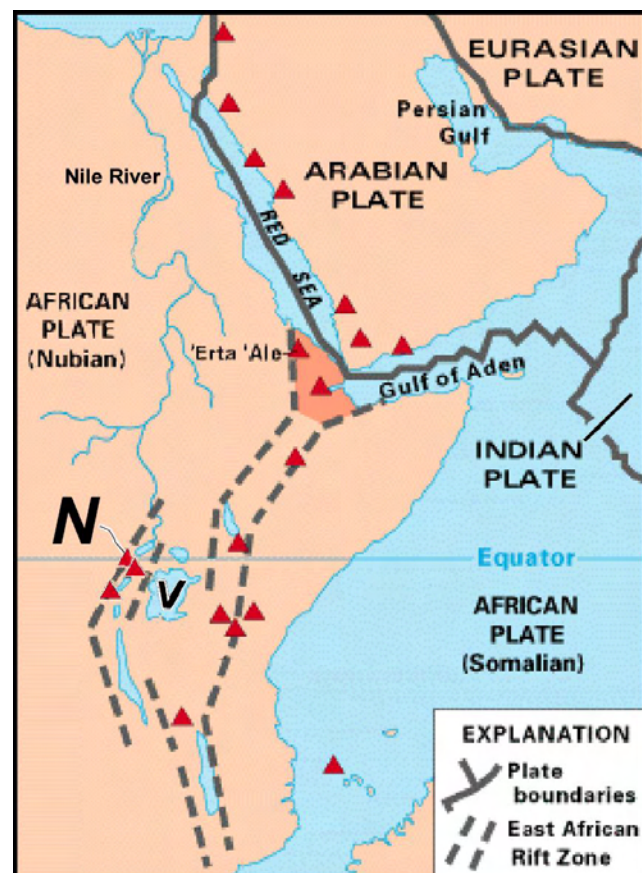 EURASIAN
PLATE
Persian
Gulf
Nile River
ARABIAN
PLATE
RED
SEA
AFRICAN
PLATE
(Nubian)
'Erta 'Ale
Gulf of Aden
INDIAN
PLATE
N
Equator
V
AFRICAN
PLATE
(Somalian)
EXPLANATION
Plate
boundaries
East African
Rift Zone